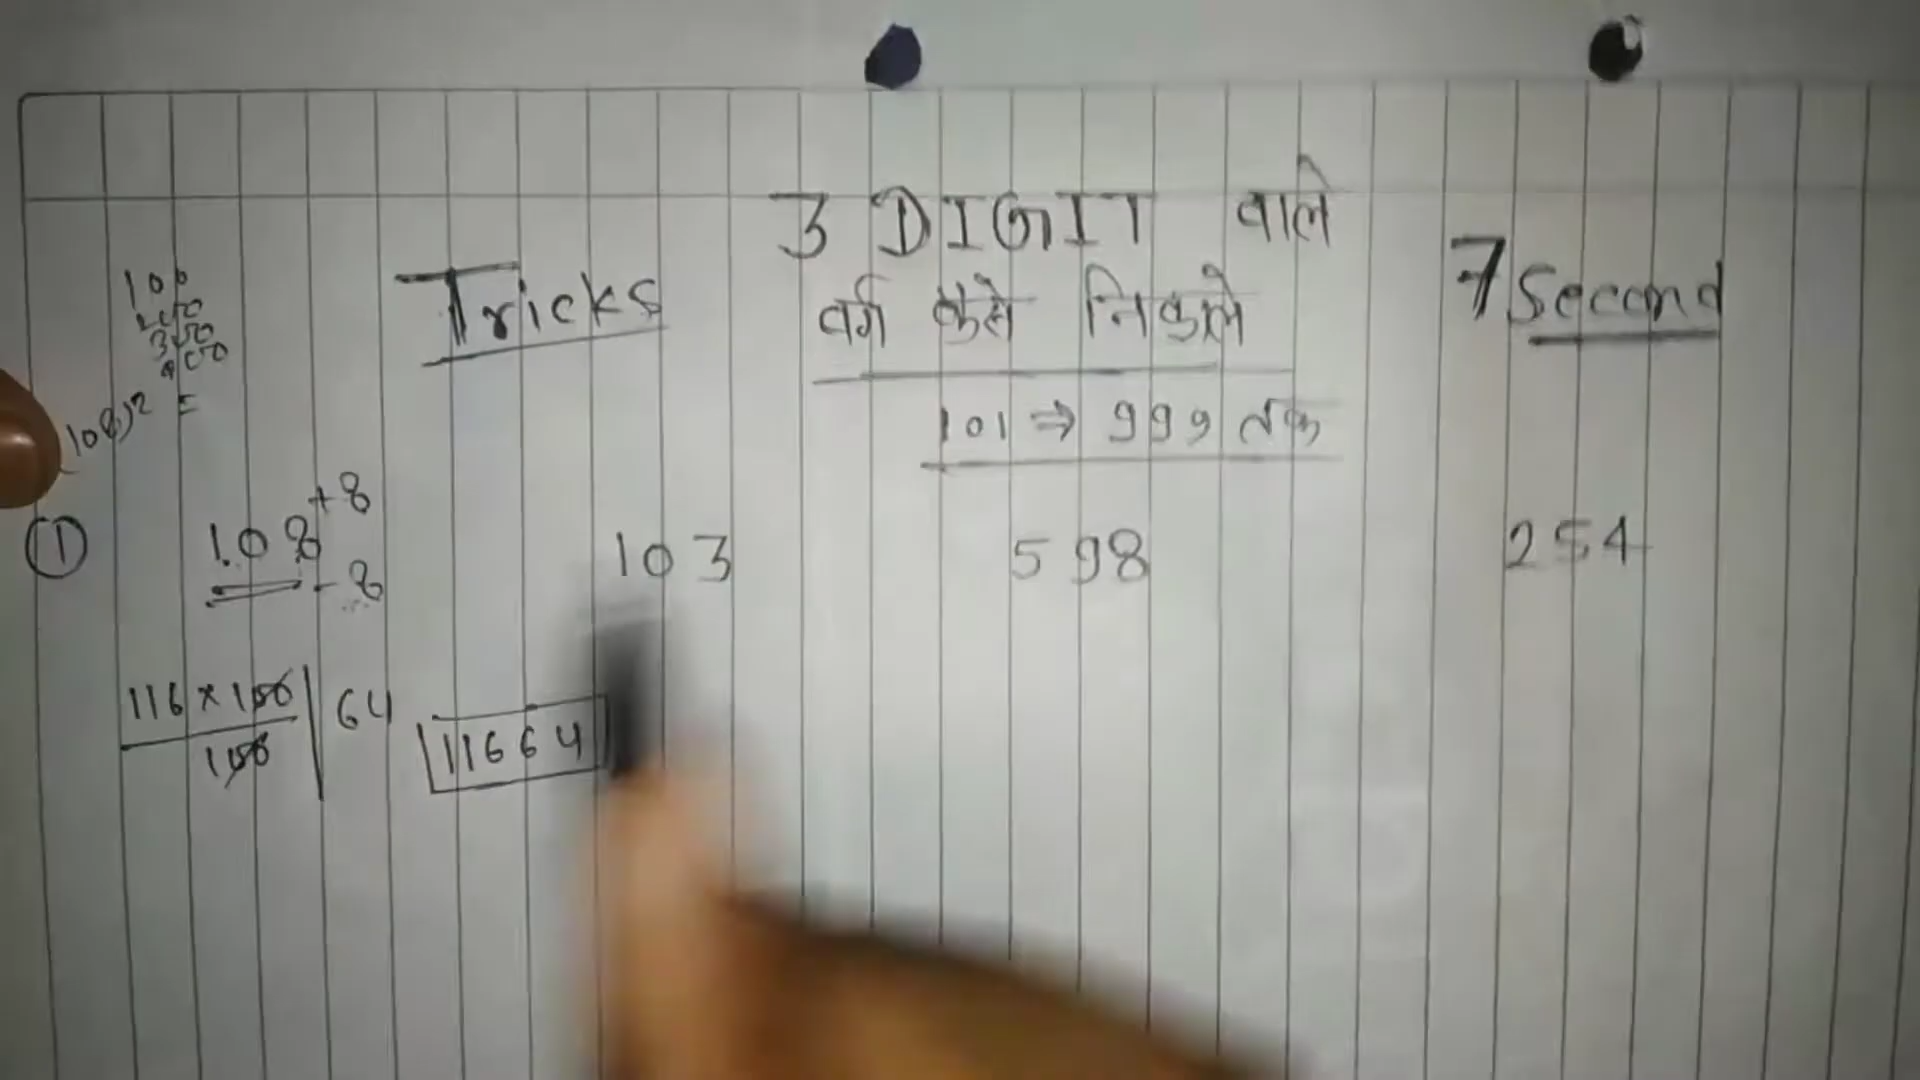 3 DIGIT वाले
Tricks वर्ग कैसे निकाले 7 Second
101 ⇒ 999 तक
100
200
300
400
(108)² =
① 108 +8 -8 103 598 254
116 × 100 | 64
100
11664